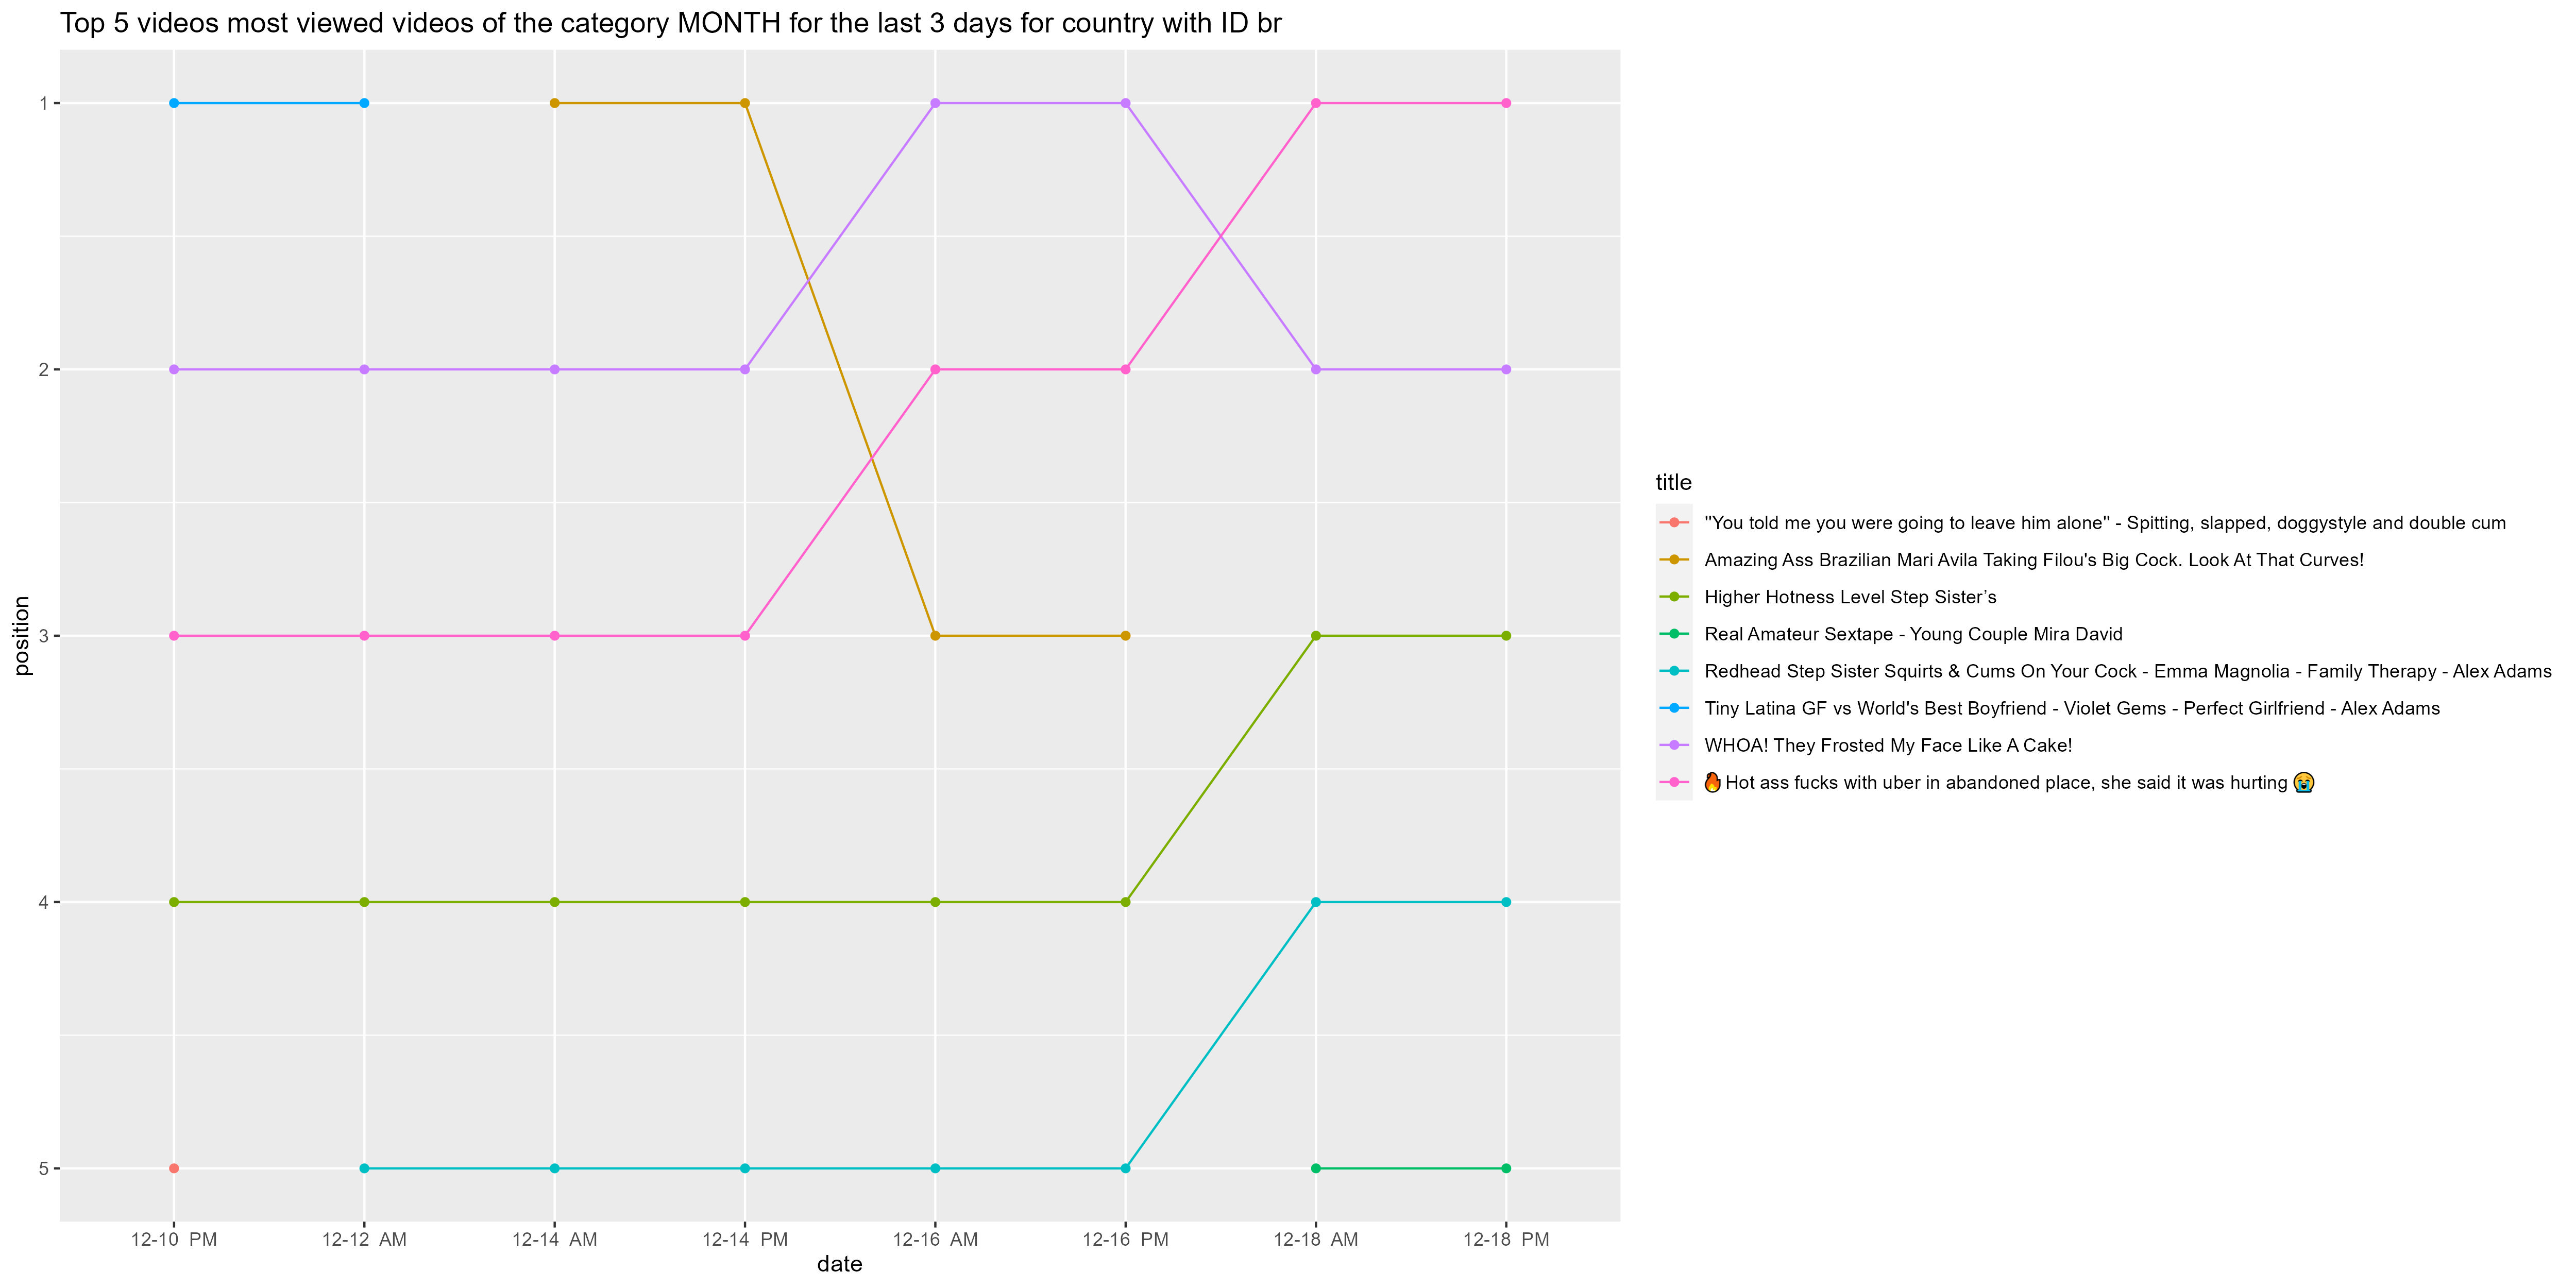 Top 5 videos most viewed videos of the category MONTH for the last 3 days for country with ID br
position
1
2
3
4
5
12-10 PM
12-12 AM
12-14 AM
12-14 PM
12-16 AM
12-16 PM
12-18 AM
12-18 PM
date
title
"You told me you were going to leave him alone" - Spitting, slapped, doggystyle and double cum
Amazing Ass Brazilian Mari Avila Taking Filou's Big Cock. Look At That Curves!
Higher Hotness Level Step Sister’s
Real Amateur Sextape - Young Couple Mira David
Redhead Step Sister Squirts & Cums On Your Cock - Emma Magnolia - Family Therapy - Alex Adams
Tiny Latina GF vs World's Best Boyfriend - Violet Gems - Perfect Girlfriend - Alex Adams
WHOA! They Frosted My Face Like A Cake!
🔥Hot ass fucks with uber in abandoned place, she said it was hurting 😭